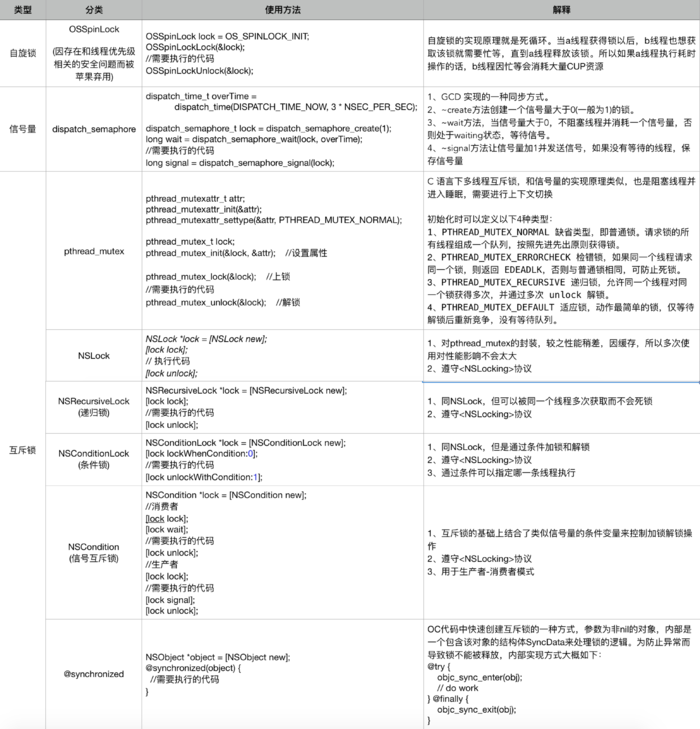 类型 分类 使用方法 解释
自旋锁
OSSpinLock
(因存在和线程优先级
相关的安全问题而被
苹果弃用)
OSSpinLock lock = OS_SPINLOCK_INIT;
OSSpinLockLock(&lock);
//需要执行的代码
OSSpinLockUnlock(&lock);
自旋锁的实现原理就是死循环。当a线程获得锁以后，b线程也想获
取该锁就需要忙等，直到a线程释放该锁。所以如果a线程执行耗时
操作的话，b线程因忙等会消耗大量CUP资源
信号量
dispatch_semaphore
dispatch_time_t overTime =
dispatch_time(DISPATCH_TIME_NOW, 3 * NSEC_PER_SEC);
dispatch_semaphore_t lock = dispatch_semaphore_create(1);
long wait = dispatch_semaphore_wait(lock, overTime);
//需要执行的代码
long signal = dispatch_semaphore_signal(lock);
1、GCD 实现的一种同步方式。
2、~create方法创建一个信号量大于0(一般为1)的锁。
3、~wait方法，当信号量大于0，不阻塞线程并消耗一个信号量，否
则处于waiting状态，等待信号。
4、~signal方法让信号量加1并发送信号，如果没有等待的线程，保
存信号量
互斥锁
pthread_mutex
pthread_mutexattr_t attr;
pthread_mutexattr_init(&attr);
pthread_mutexattr_settype(&attr, PTHREAD_MUTEX_NORMAL);
pthread_mutex_t lock;
pthread_mutex_init(&lock, &attr); //设置属性
pthread_mutex_lock(&lock); //上锁
//需要执行的代码
pthread_mutex_unlock(&lock); //解锁
C 语言下多线程互斥锁，和信号量的实现原理类似，也是阻塞线程并
进入睡眠，需要进行上下文切换
初始化时可以定义以下4种类型：
1、PTHREAD_MUTEX_NORMAL 缺省类型，即普通锁。请求锁的所
有线程组成一个队列，按照先进先出原则获得锁。
2、PTHREAD_MUTEX_ERRORCHECK 检错锁，如果同一个线程请求
同一个锁，则返回 EDEADLK，否则与普通锁相同，可防止死锁。
3、PTHREAD_MUTEX_RECURSIVE 递归锁，允许同一个线程对同
一个锁获得多次，并通过多次 unlock 解锁。
4、PTHREAD_MUTEX_DEFAULT 适应锁，动作最简单的锁，仅等待
解锁后重新竞争，没有等待队列。
NSLock
NSLock *lock = [NSLock new];
[lock lock];
// 执行代码
[lock unlock];
1、对pthread_mutex的封装，较之性能稍差，因缓存，所以多次使
用对性能影响不会太大
2、遵守<NSLocking>协议
NSRecursiveLock
(递归锁)
NSRecursiveLock *lock = [NSRecursiveLock new];
[lock lock];
//需要执行的代码
[lock unlock];
1、同NSLock，但可以被同一个线程多次获取而不会死锁
2、遵守<NSLocking>协议
NSConditionLock
(条件锁)
NSConditionLock *lock = [NSConditionLock new];
[lock lockWhenCondition:0];
//需要执行的代码
[lock unlockWithCondition:1];
1、同NSLock，但是通过条件加锁和解锁
2、遵守<NSLocking>协议
3、通过条件可以指定哪一条线程执行
NSCondition
(信号互斥锁)
NSCondition *lock = [NSCondition new];
//消费者
[lock lock];
[lock wait];
//需要执行的代码
[lock unlock];
//生产者
[lock lock];
//需要执行的代码
[lock signal];
[lock unlock];
1、互斥锁的基础上结合了类似信号量的条件变量来控制加锁解锁操
作
2、遵守<NSLocking>协议
3、用于生产者-消费者模式
@synchronized
NSObject *object = [NSObject new];
@synchronized(object) {
//需要执行的代码
}
OC代码中快速创建互斥锁的一种方式，参数为非nil的对象，内部是
一个包含该对象的结构体SyncData来处理锁的逻辑。为防止异常而
导致锁不能被释放，内部实现方式大概如下：
@try {
objc_sync_enter(obj);
// do work
} @finally {
objc_sync_exit(obj);
}